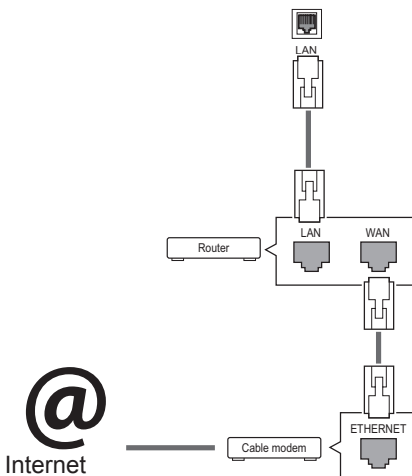 LAN
LAN WAN
Router
ETHERNET
@
Internet
Cable modem